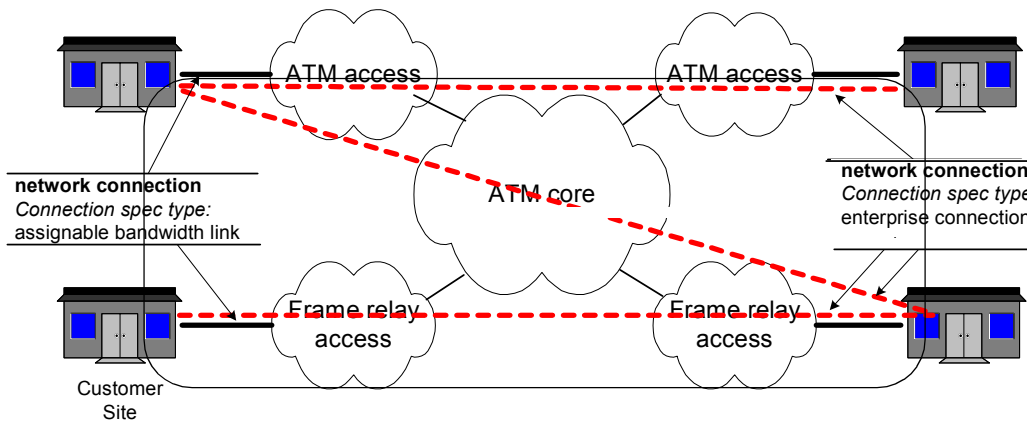 ATM access
ATM access
ATM core
network connection
Connection spec type:
assignable bandwidth link
network connection
Connection spec type
enterprise connection
Frame relay
access
Frame relay
access
Customer
Site